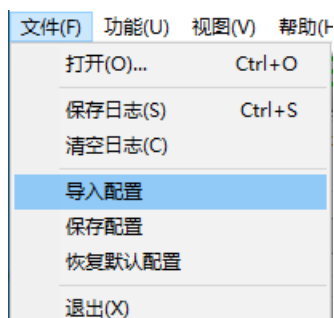 文件(F) 功能(U) 视图(V) 帮助(H
打开(O)... Ctrl+O
保存日志(S) Ctrl+S
清空日志(C)
导入配置
保存配置
恢复默认配置
退出(X)